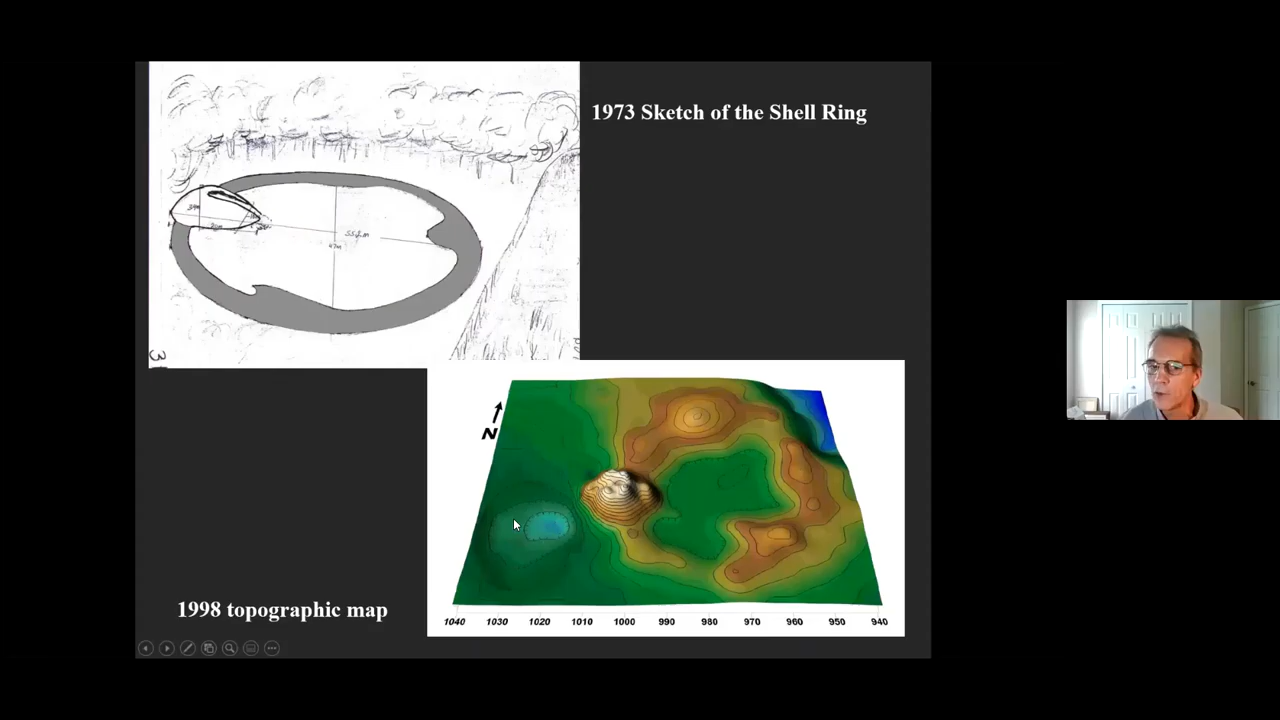 1973 Sketch of the Shell Ring
47m
N
1998 topographic map
1040 1030 1020 1010 1000 990 980 970 960 950 940